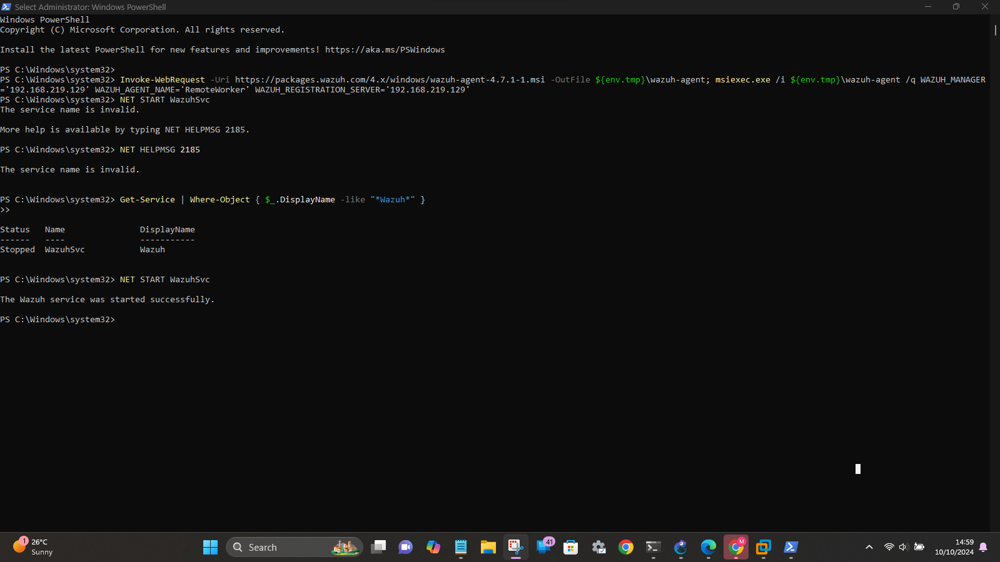 Select Administrator: Windows PowerShell
Windows PowerShell
Copyright (C) Microsoft Corporation. All rights reserved.
Install the latest PowerShell for new features and improvements! https://aka.ms/PSWindows
PS C:\Windows\system32>
PS C:\Windows\system32> Invoke-WebRequest -Uri https://packages.wazuh.com/4.x/windows/wazuh-agent-4.7.1-1.msi -OutFile ${env.tmp}\wazuh-agent; msiexec.exe /i ${env.tmp}\wazuh-agent /q WAZUH_MANAGER
='192.168.219.129' WAZUH_AGENT_NAME='RemoteWorker' WAZUH_REGISTRATION_SERVER='192.168.219.129'
PS C:\Windows\system32> NET START WazuhSvc
The service name is invalid.
More help is available by typing NET HELPMSG 2185.
PS C:\Windows\system32> NET HELPMSG 2185
The service name is invalid.
PS C:\Windows\system32> Get-Service | Where-Object { $_.DisplayName -like "*Wazuh*" }
>>
Status   Name               DisplayName
------   ----               -----------
Stopped  WazuhSvc           Wazuh
PS C:\Windows\system32> NET START WazuhSvc
The Wazuh service was started successfully.
PS C:\Windows\system32>
1
26°C
Sunny
Search
41
M
14:59
10/10/2024